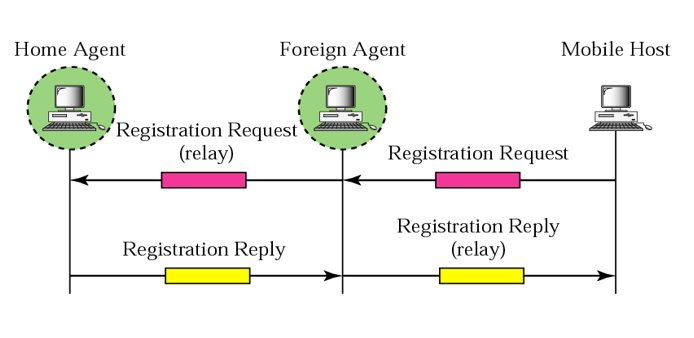 Home Agent
Foreign Agent
Mobile Host
Registration Request
(relay)
Registration Request
Registration Reply
Registration Reply
(relay)